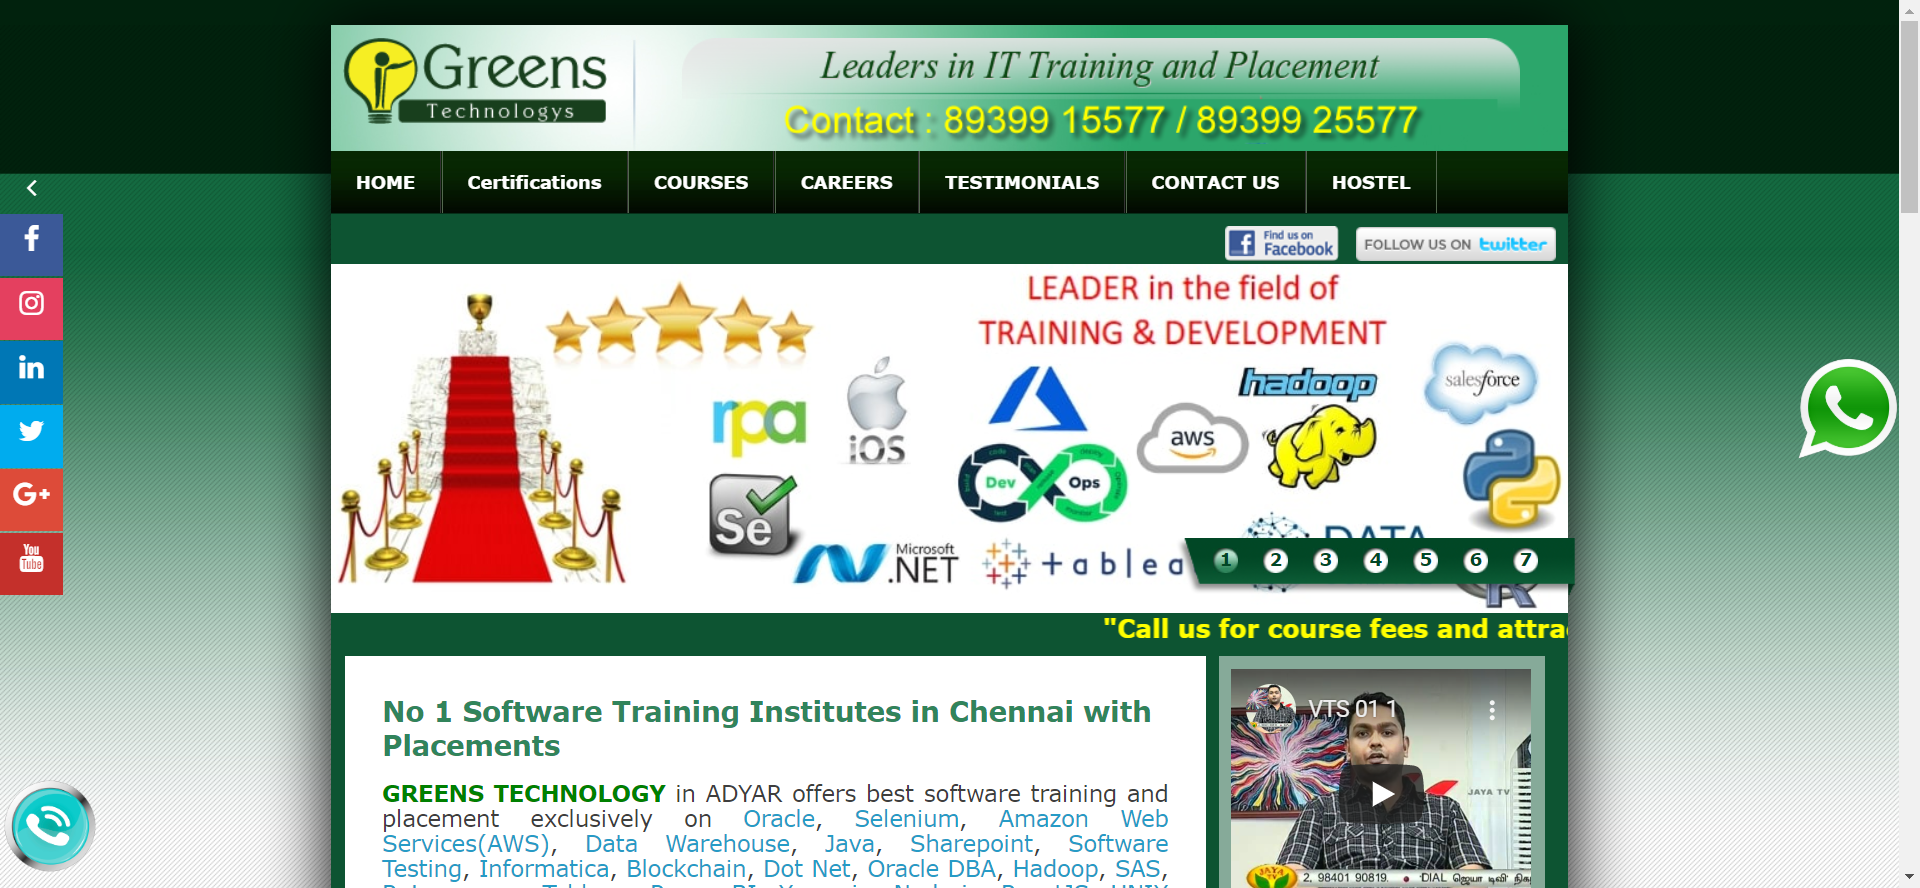 Greens
Technologys
Leaders in IT Training and Placement
Contact : 89399 15577 / 89399 25577
HOME
Certifications
COURSES
CAREERS
TESTIMONIALS
CONTACT US
HOSTEL
Find us on
Facebook
FOLLOW US ON twitter
LEADER in the field of
TRAINING & DEVELOPMENT
rpa
iOS
hadoop
salesforce
aws
Dev Ops
Se
Microsoft
.NET
+ a b l e a
DATA
R
1 2 3 4 5 6 7
"Call us for course fees and attra
You
Tube
No 1 Software Training Institutes in Chennai with
Placements
GREENS TECHNOLOGY in ADYAR offers best software training and
placement exclusively on Oracle, Selenium, Amazon Web
Services(AWS), Data Warehouse, Java, Sharepoint, Software
Testing, Informatica, Blockchain, Dot Net, Oracle DBA, Hadoop, SAS,
VTS 01 1
JAYA TV
JAYA
TV
2, 98401 90819. • 'DIAL ஜெயா டிவி'